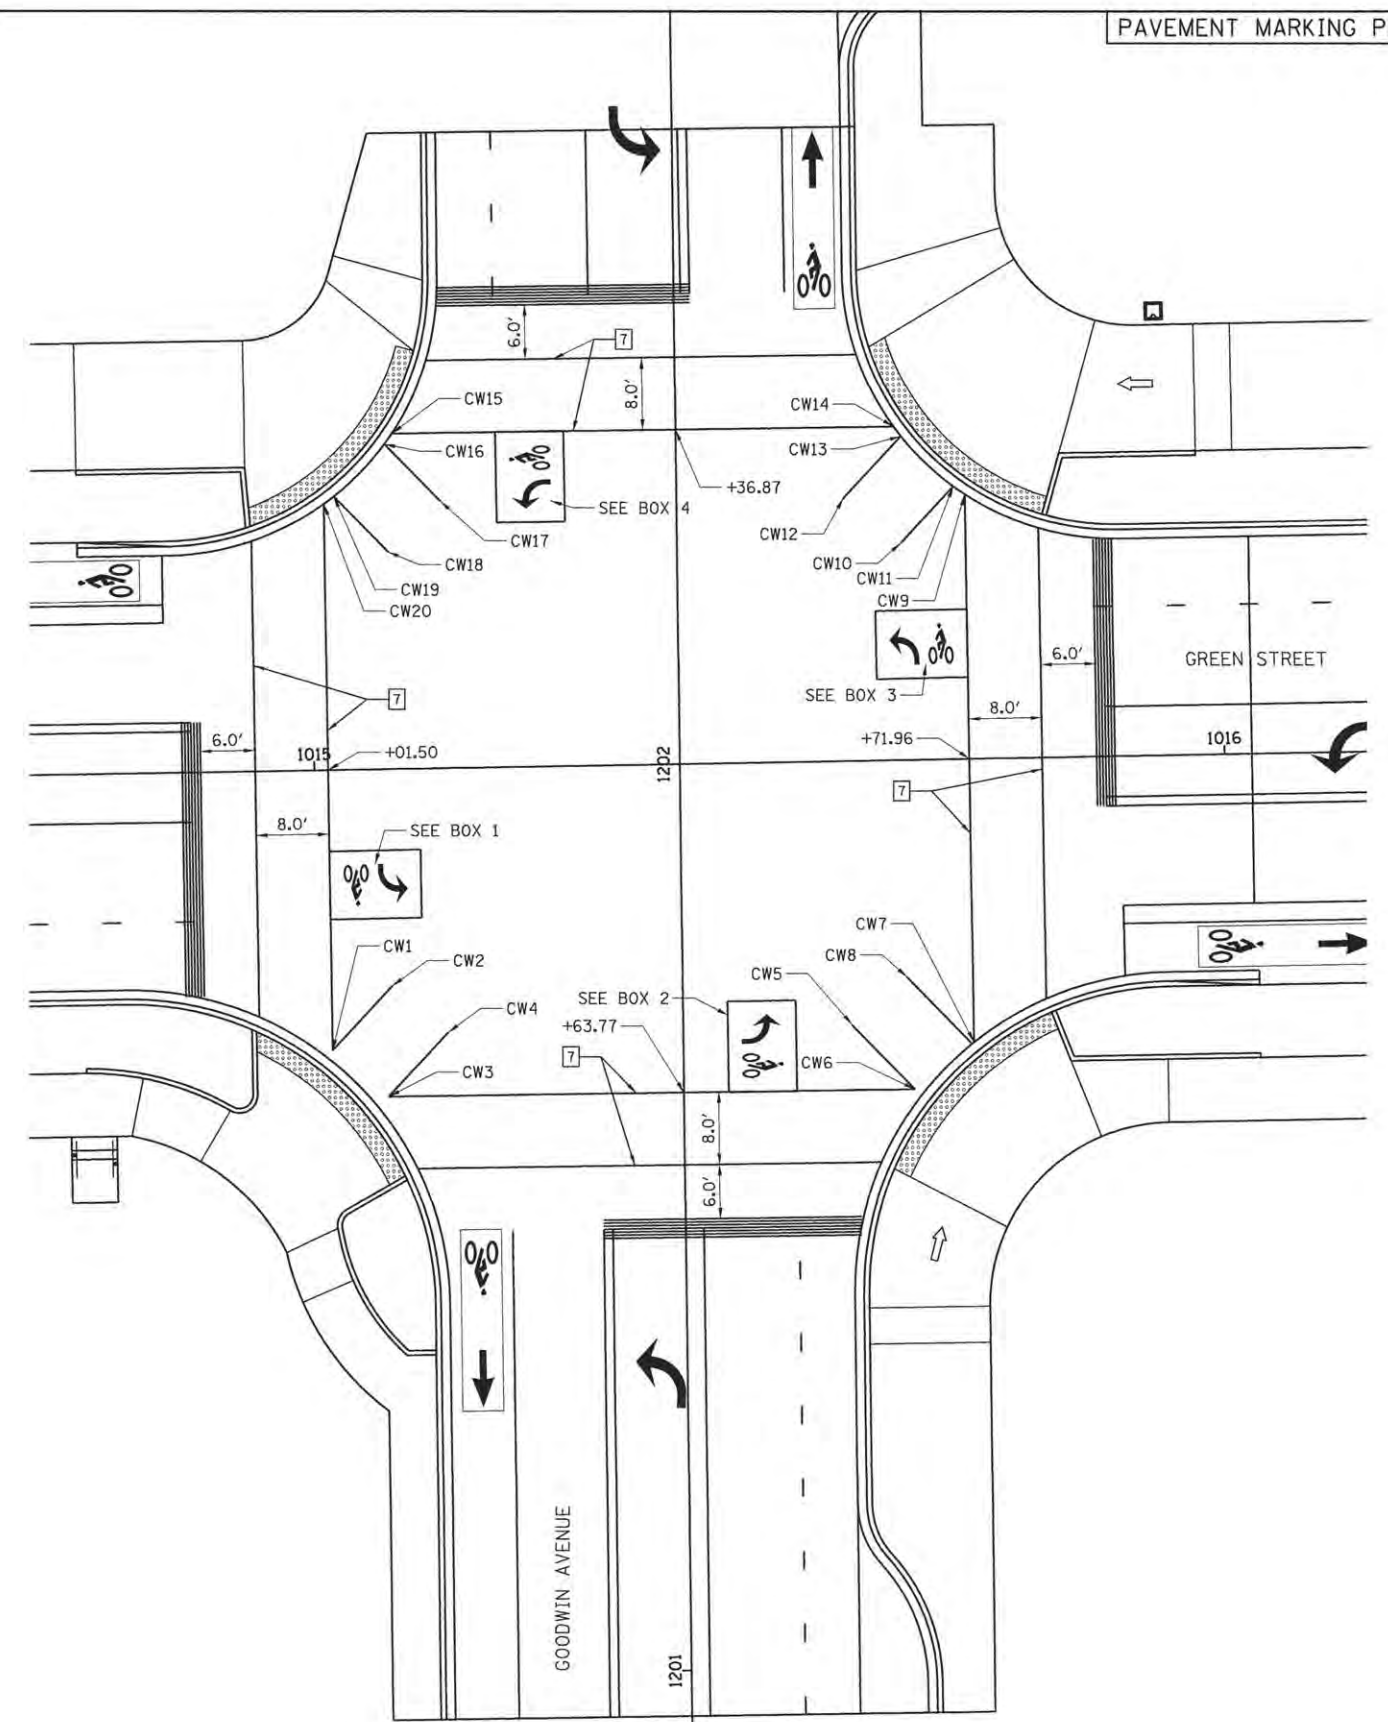 PAVEMENT MARKING P
6.0'
7
8.0'
CW15
CW14
CW16
CW13
+36.87
SEE BOX 4
CW17
CW12
CW18
CW10
CW19
CW11
CW20
CW9
6.0'
GREEN STREET
7
SEE BOX 3
8.0'
6.0'
1015
+01.50
1202
+71.96
1016
7
8.0'
SEE BOX 1
CW7
CW1
CW2
CW8
CW5
SEE BOX 2
CW4
+63.77
7
CW3
CW6
8.0'
6.0'
GOODWIN AVENUE
1201